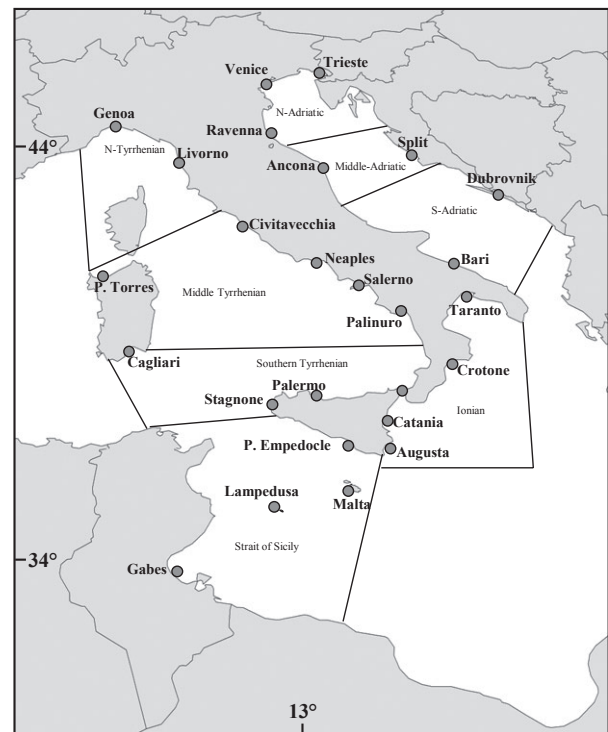 Trieste
Venice
N-Adriatic
Genoa
Ravenna
44°
N-Tyrrhenian
Livorno
Split
Ancona
Middle-Adriatic
Dubrovnik
S-Adriatic
Civitavecchia
Neaples
Bari
P. Torres
Salerno
Middle Tyrrhenian
Taranto
Palinuro
Cagliari
Southern Tyrrhenian
Crotone
Palermo
Stagnone
Ionian
Catania
P. Empedocle
Augusta
Lampedusa
Malta
Strait of Sicily
34°
Gabes
13°